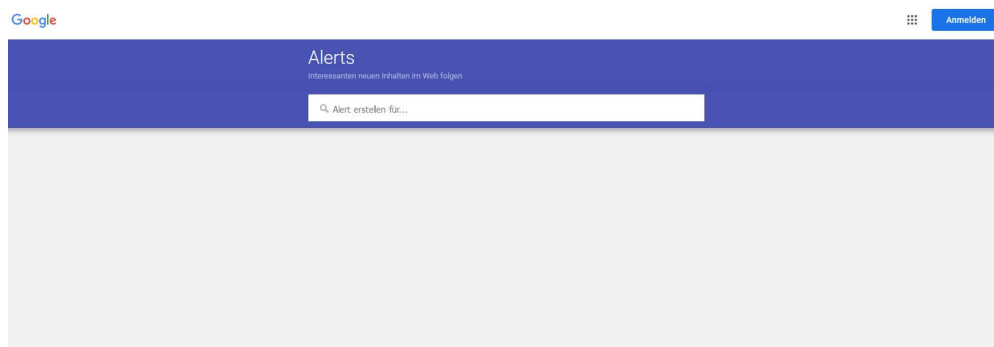 Google
Anmelden
Alerts
Interessanten neuen Inhalten im Web folgen
Alert erstellen für...